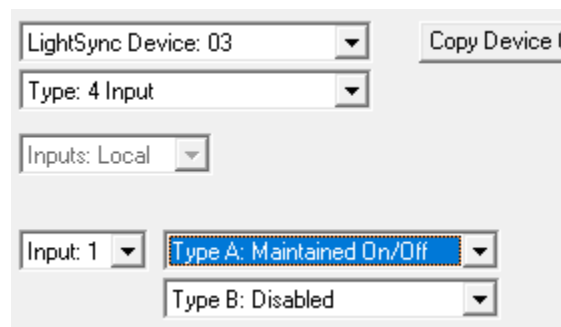 LightSync Device: 03
Copy Device
Type: 4 Input
Inputs: Local
Input: 1
Type A: Maintained On/Off
Type B: Disabled